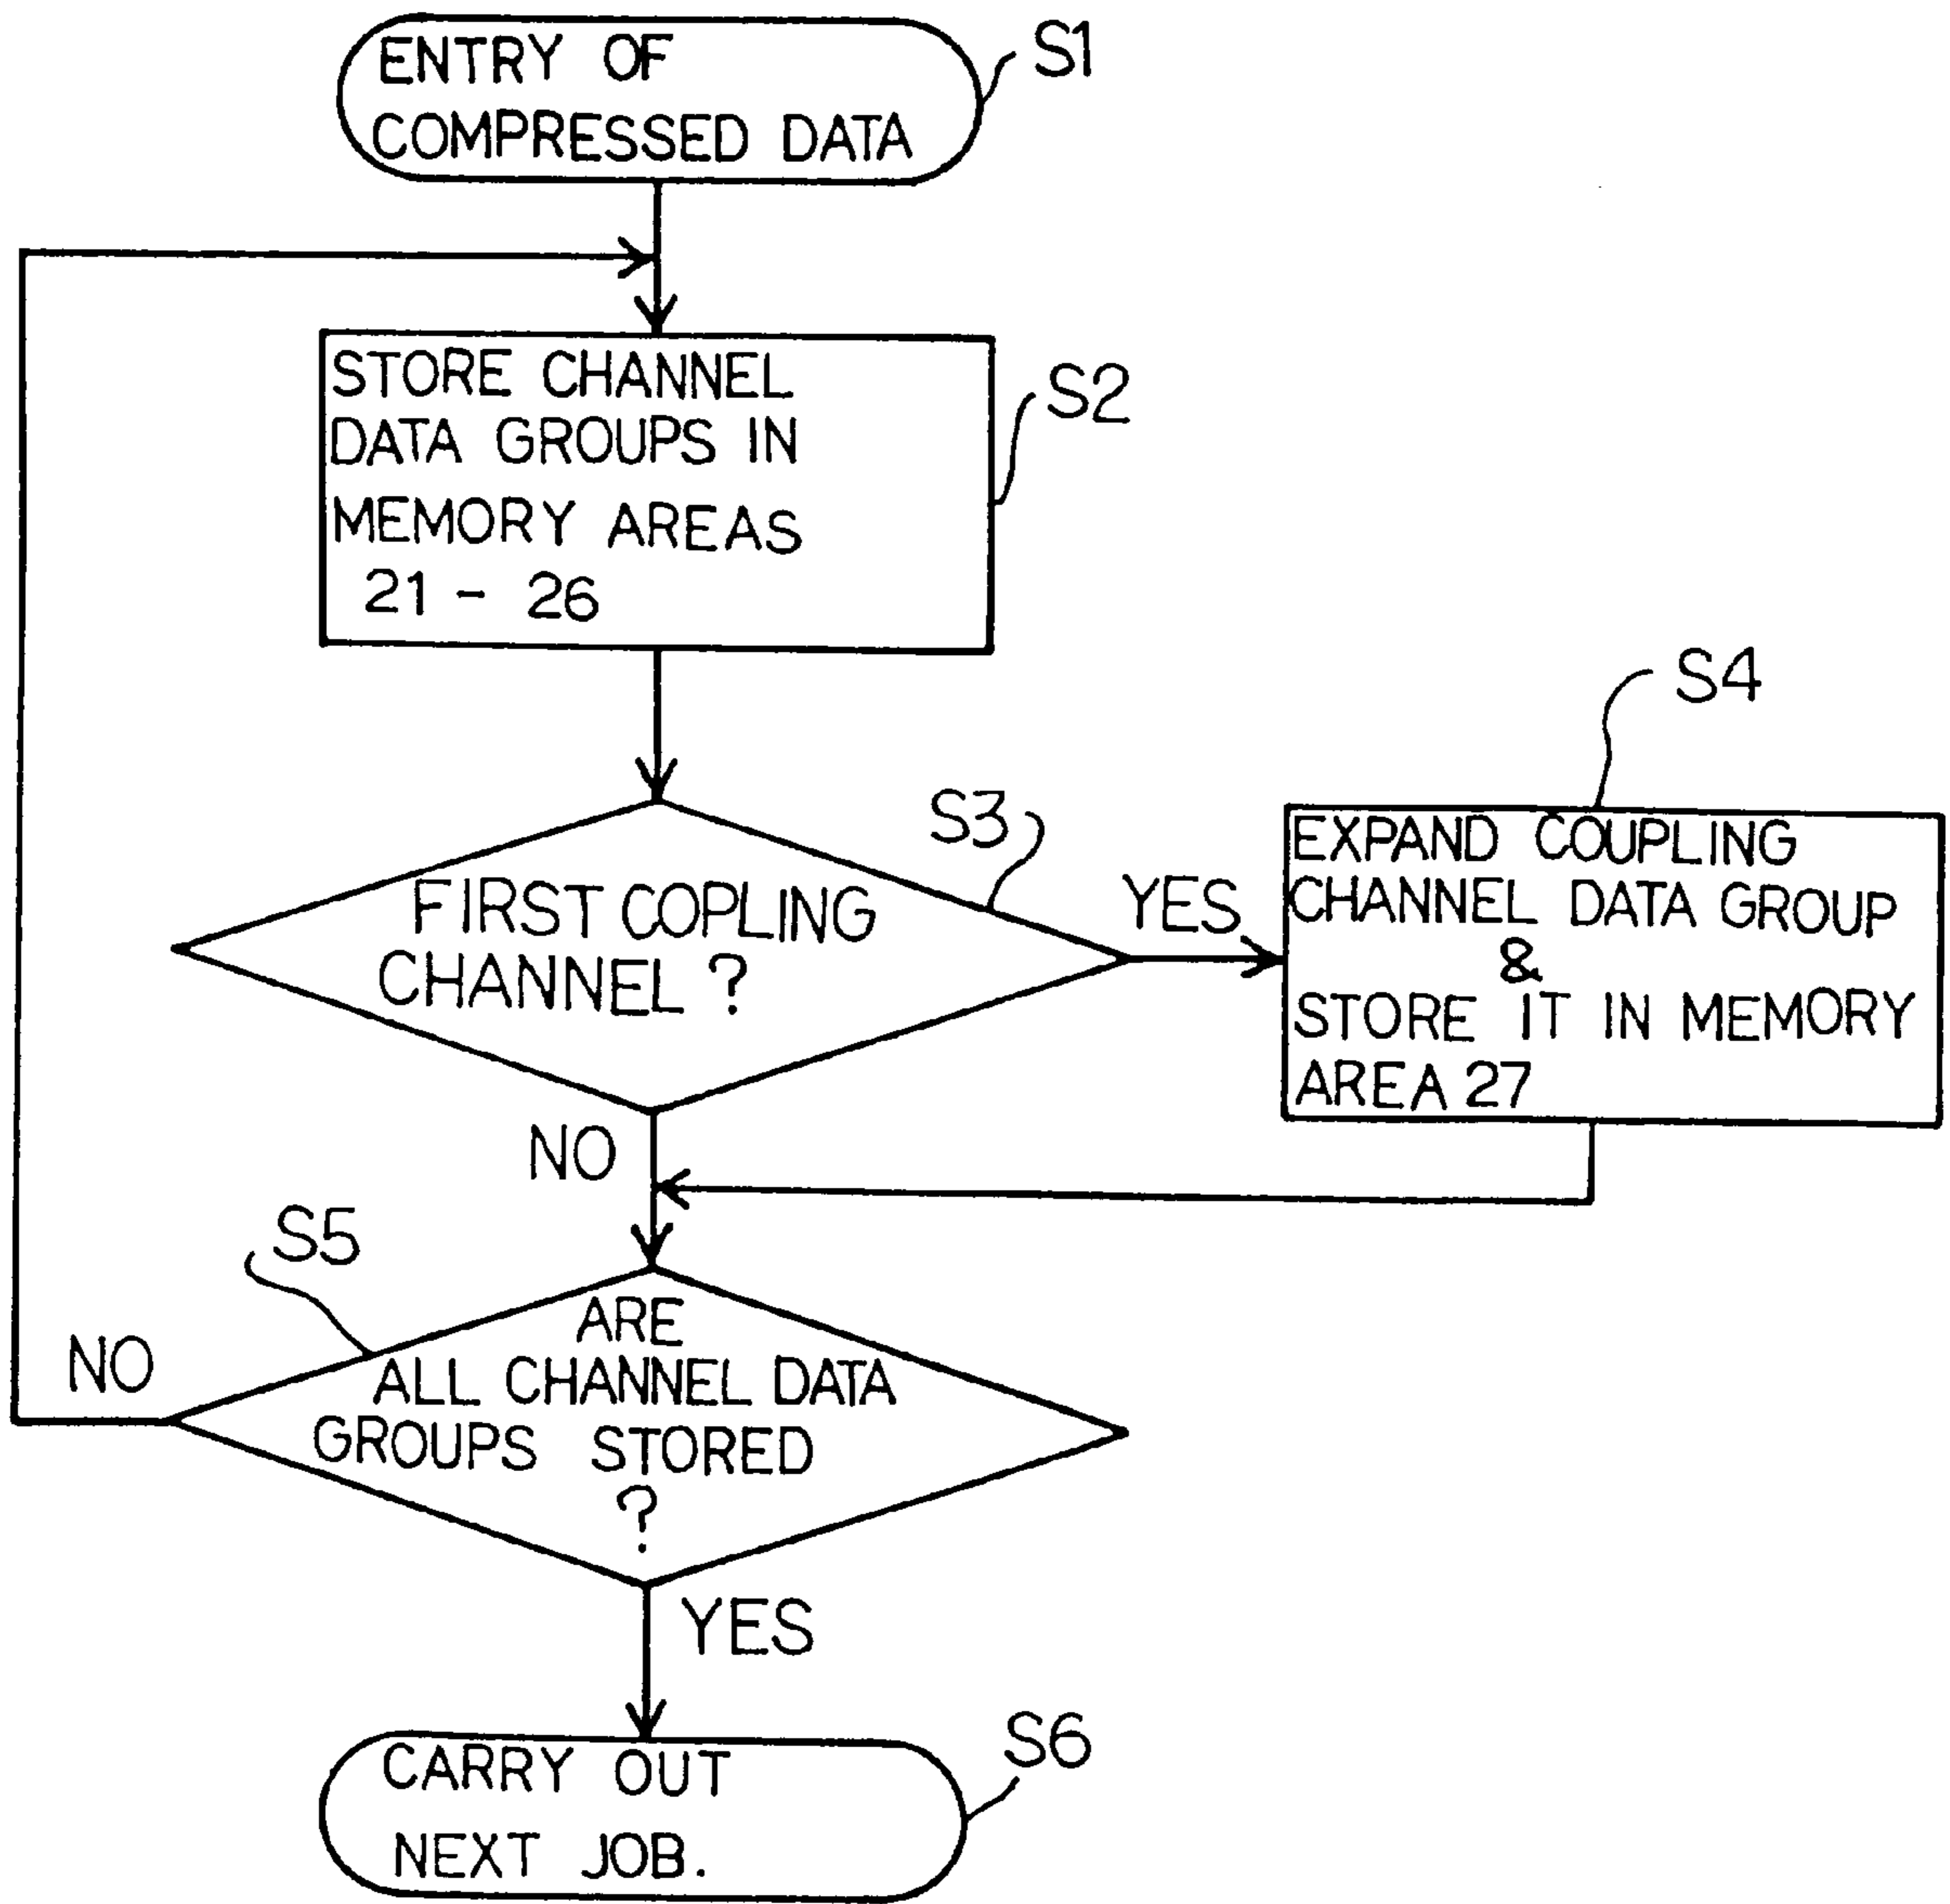 ENTRY OF
COMPRESSED DATA
S1
STORE CHANNEL
DATA GROUPS IN
MEMORY AREAS
21 - 26
S2
FIRST COPLING
CHANNEL ?
S3
YES
S4
EXPAND COUPLING
CHANNEL DATA GROUP
&
STORE IT IN MEMORY
AREA 27
NO
S5
ARE
ALL CHANNEL DATA
GROUPS STORED
?
NO
YES
CARRY OUT
NEXT JOB.
S6